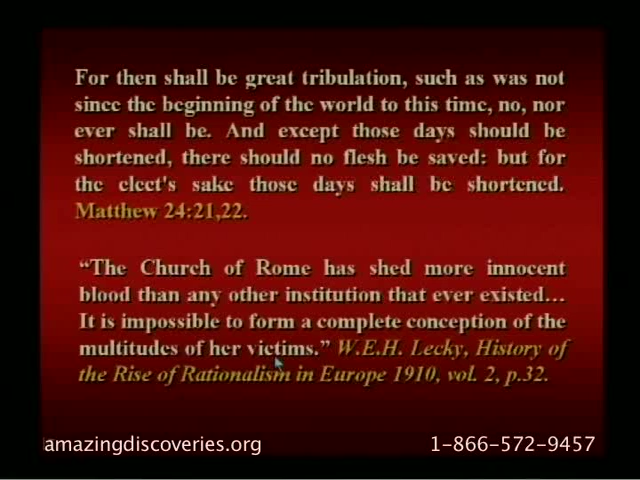 For then shall be great tribulation, such as was not
since the beginning of the world to this time, no, nor
ever shall be. And except those days should be
shortened, there should no flesh be saved: but for
the elect's sake those days shall be shortened.
Matthew 24:21,22.
“The Church of Rome has shed more innocent
blood than any other institution that ever existed...
It is impossible to form a complete conception of the
multitudes of her victims.” W.E.H. Lecky, History of
the Rise of Rationalism in Europe 1910, vol. 2, p.32.
amazingdiscoveries.org 1-866-572-9457